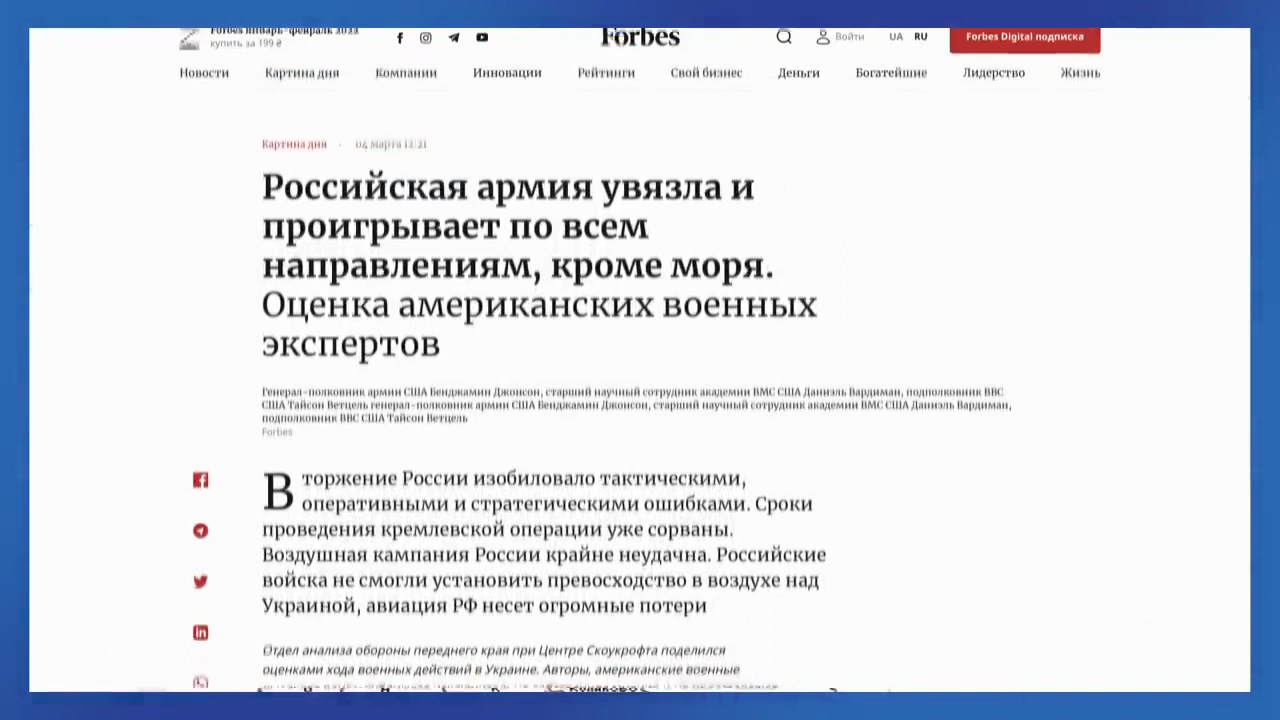 Forbes январь-февраль 2022
купить за 199 ₴
Forbes
Войти
UA RU
Forbes Digital подписка
Новости Картина дня Компании Инновации Рейтинги Свой бизнес Деньги Богатейшие Лидерство Жизнь
Картина дня - 04 марта 12:21
Российская армия увязла и
проигрывает по всем
направлениям, кроме моря.
Оценка американских военных
экспертов
Генерал-полковник армии США Бенджамин Джонсон, старший научный сотрудник академии ВМС США Даниэль Вардиман, подполковник ВВС
США Тайсон Ветцель генерал-полковник армии США Бенджамин Джонсон, старший научный сотрудник академии ВМС США Даниэль Вардиман,
подполковник ВВС США Тайсон Ветцель
Forbes
Вторжение России изобиловало тактическими,
оперативными и стратегическими ошибками. Сроки
проведения кремлевской операции уже сорваны.
Воздушная кампания России крайне неудачна. Российские
войска не смогли установить превосходство в воздухе над
Украиной, авиация РФ несет огромные потери
Отдел анализа обороны переднего края при Центре Скоукрофта поделился
оценками хода военных действий в Украине. Авторы, американские военные